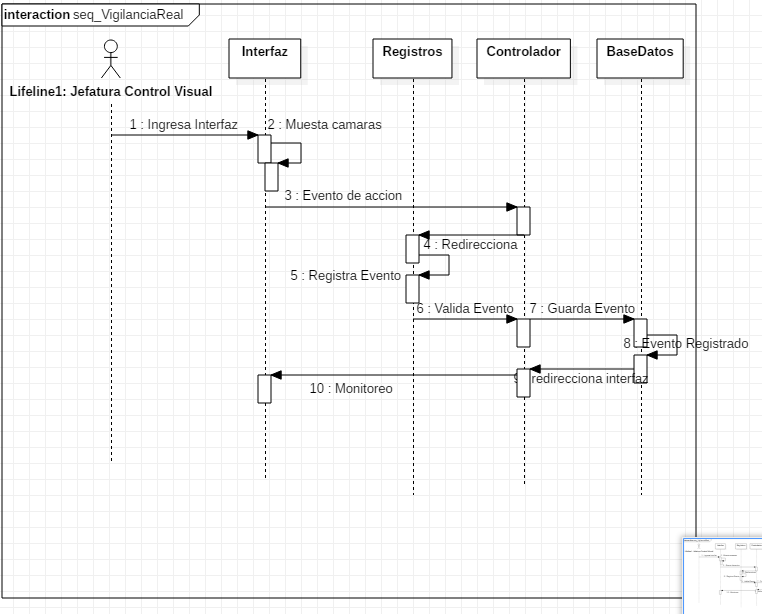 interaction seq_VigilanciaReal
Interfaz
Registros
Controlador
BaseDatos
Lifeline1: Jefatura Control Visual
1 : Ingresa Interfaz
2 : Muesta camaras
3 : Evento de accion
4 : Redirecciona
5 : Registra Evento
6 : Valida Evento
7 : Guarda Evento
8 : Evento Registrado
9 : redirecciona interfaz
10 : Monitoreo